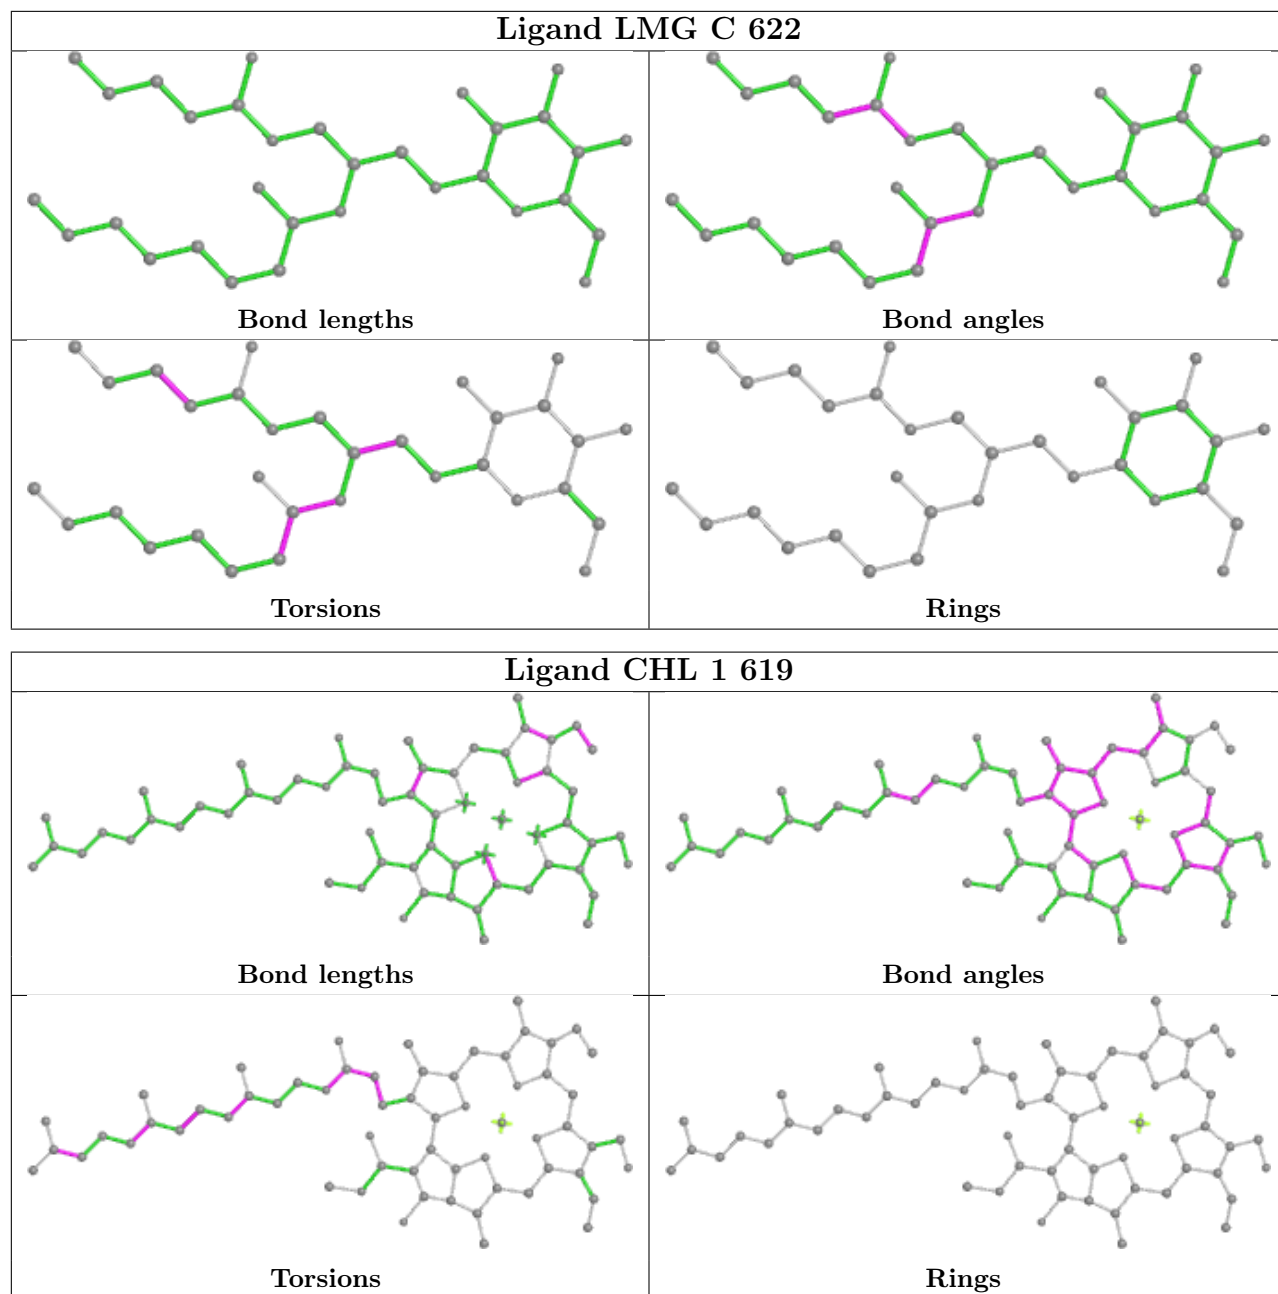 Ligand LMG C 622
Bond lengths
Bond angles
Torsions
Rings
Ligand CHL 1 619
Bond lengths
Bond angles
Torsions
Rings